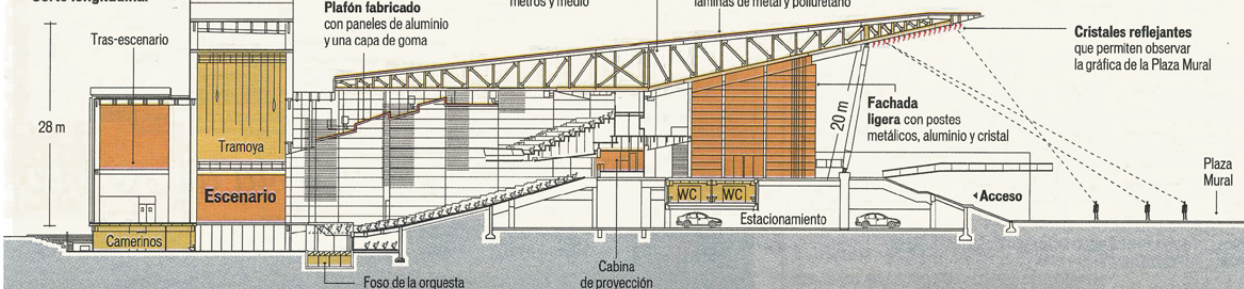 Corte longitudinal
Plafón fabricado
con paneles de aluminio
y una capa de goma
metros y medio
láminas de metal y poliuretano
Cristales reflejantes
que permiten observar
la gráfica de la Plaza Mural
Tras-escenario
28 m
Tramoya
Escenario
Camerinos
Foso de la orquesta
Cabina
de proyección
WC WC
Estacionamiento
20 m
Fachada
ligera con postes
metálicos, aluminio y cristal
Acceso
Plaza
Mural